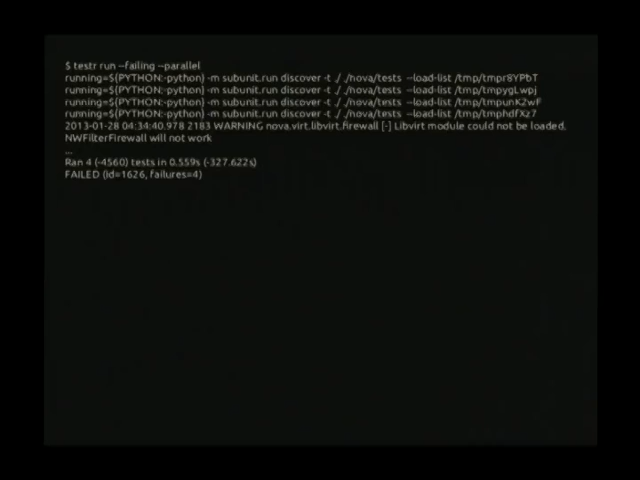 $ testr run --failing --parallel
running=${PYTHON:-python} -m subunit.run discover -t ./ ./nova/tests --load-list /tmp/tmpr8YPbT
running=${PYTHON:-python} -m subunit.run discover -t ./ ./nova/tests --load-list /tmp/tmpygLwpj
running=${PYTHON:-python} -m subunit.run discover -t ./ ./nova/tests --load-list /tmp/tmpunK2wF
running=${PYTHON:-python} -m subunit.run discover -t ./ ./nova/tests --load-list /tmp/tmphdfXz7
2013-01-28 04:34:40.978 2183 WARNING nova.virt.libvirt.firewall [-] Libvirt module could not be loaded.
NWFilterFirewall will not work
...
Ran 4 (-4560) tests in 0.559s (-327.622s)
FAILED (id=1626, failures=4)